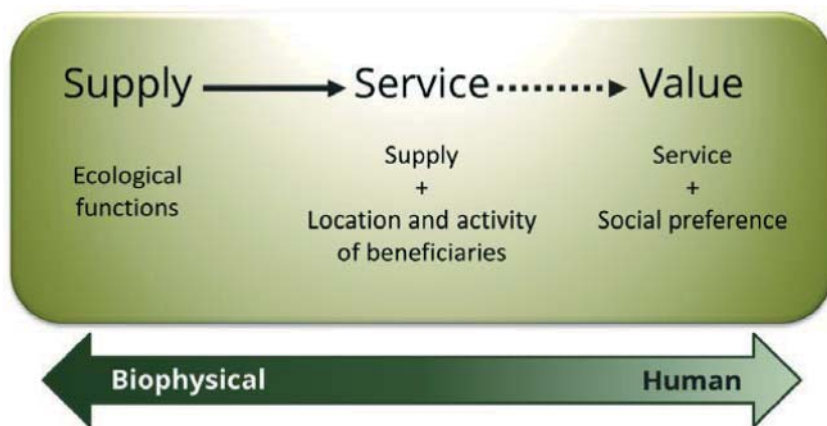 Supply
Service
Value
Ecological
functions
Supply
+
Location and activity
of beneficiaries
Service
+
Social preference
Biophysical
Human